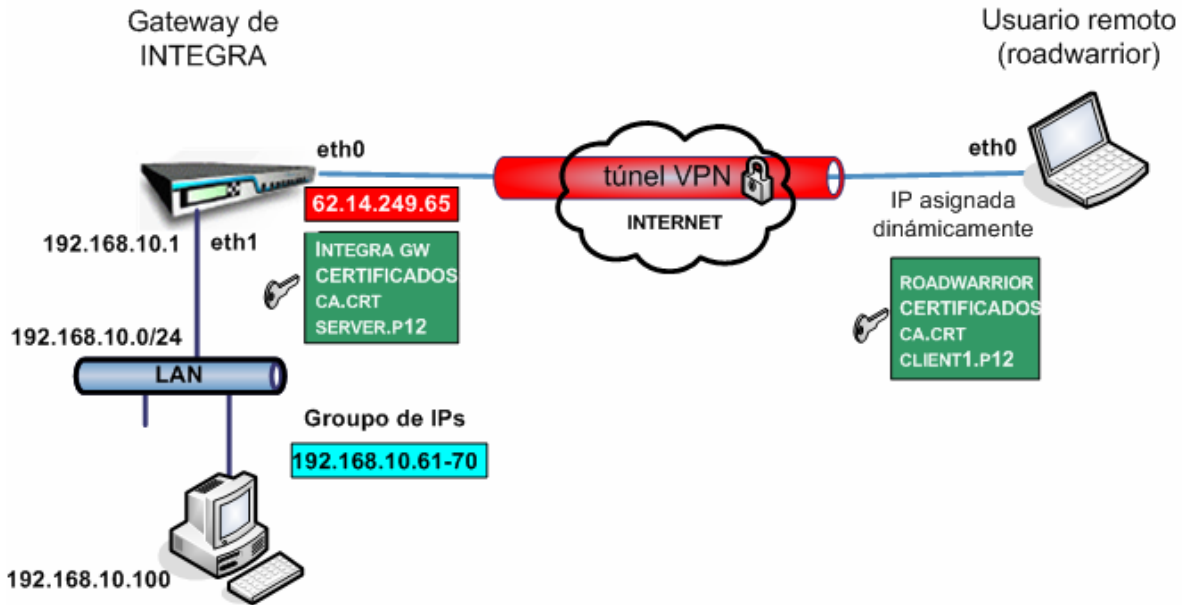 Gateway de
INTEGRA
Usuario remoto
(roadwarrior)
eth0
62.14.249.65
túnel VPN
INTERNET
eth0
IP asignada
dinámicamente
192.168.10.1
eth1
INTEGRA GW
CERTIFICADOS
CA.CRT
SERVER.P12
ROADWARRIOR
CERTIFICADOS
CA.CRT
CLIENT1.P12
192.168.10.0/24
LAN
Groupo de IPs
192.168.10.61-70
192.168.10.100